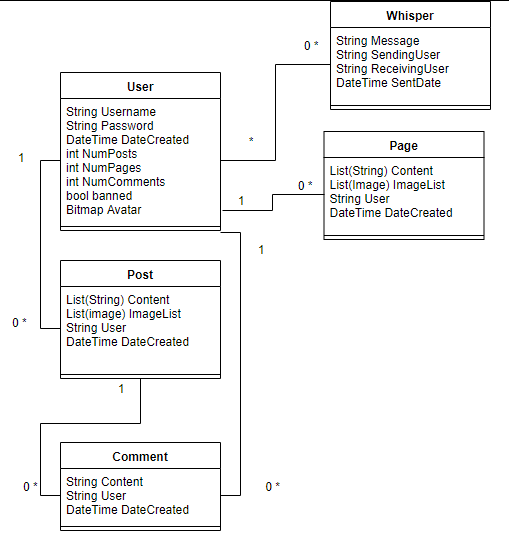 Whisper
String Message
String SendingUser
String ReceivingUser
DateTime SentDate
0 *
*
User
String Username
String Password
DateTime DateCreated
int NumPosts
int NumPages
int NumComments
bool banned
Bitmap Avatar
1
1
0 *
Page
List(String) Content
List(Image) ImageList
String User
DateTime DateCreated
1
Post
List(String) Content
List(image) ImageList
String User
DateTime DateCreated
0 *
1
Comment
String Content
String User
DateTime DateCreated
0 *
0 *